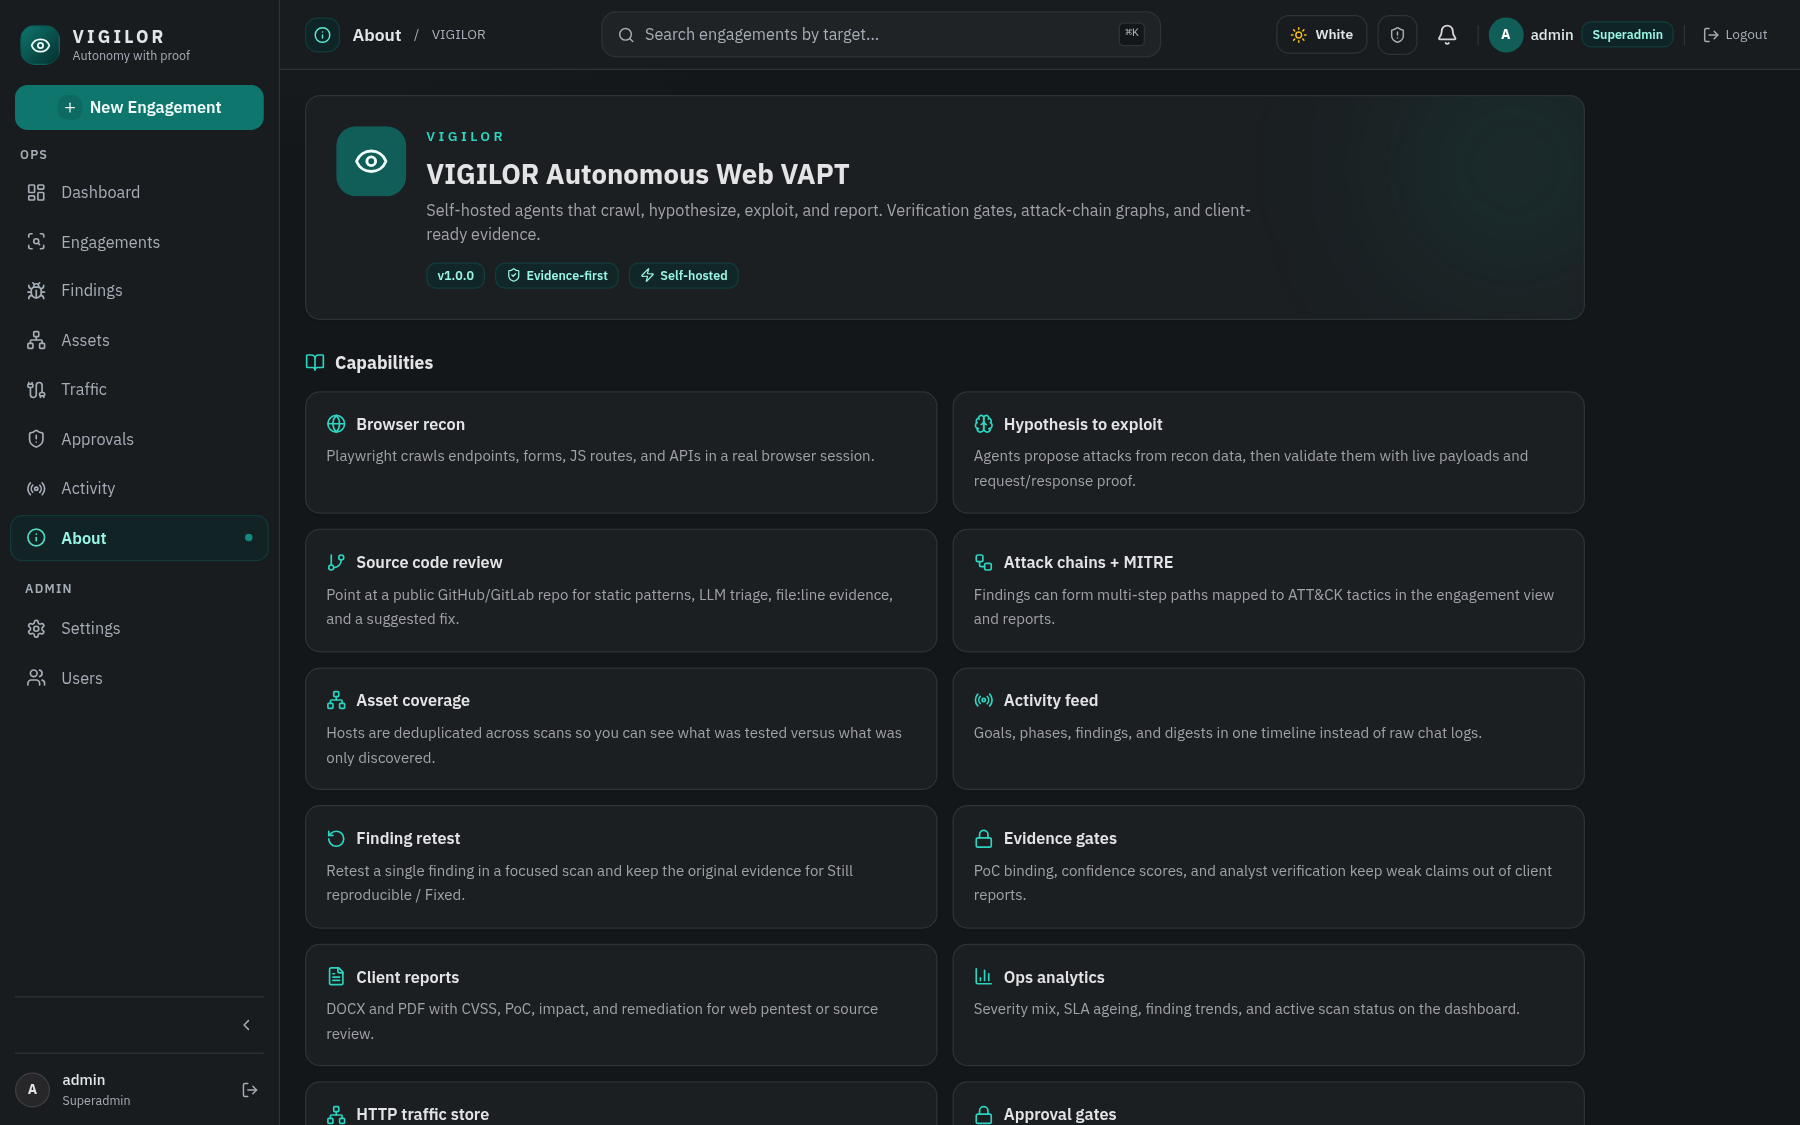 VIGILOR
Autonomy with proof
New Engagement
OPS
Dashboard
Engagements
Findings
Assets
Traffic
Approvals
Activity
About
ADMIN
Settings
Users
A
admin
Superadmin
About / VIGILOR
Search engagements by target...
⌘K
White
A
admin
Superadmin
Logout
VIGILOR
VIGILOR Autonomous Web VAPT
Self-hosted agents that crawl, hypothesize, exploit, and report. Verification gates, attack-chain graphs, and client-
ready evidence.
v1.0.0
Evidence-first
Self-hosted
Capabilities
Browser recon
Playwright crawls endpoints, forms, JS routes, and APIs in a real browser session.
Hypothesis to exploit
Agents propose attacks from recon data, then validate them with live payloads and
request/response proof.
Source code review
Point at a public GitHub/GitLab repo for static patterns, LLM triage, file:line evidence,
and a suggested fix.
Attack chains + MITRE
Findings can form multi-step paths mapped to ATT&CK tactics in the engagement view
and reports.
Asset coverage
Hosts are deduplicated across scans so you can see what was tested versus what was
only discovered.
Activity feed
Goals, phases, findings, and digests in one timeline instead of raw chat logs.
Finding retest
Retest a single finding in a focused scan and keep the original evidence for Still
reproducible / Fixed.
Evidence gates
PoC binding, confidence scores, and analyst verification keep weak claims out of client
reports.
Client reports
DOCX and PDF with CVSS, PoC, impact, and remediation for web pentest or source
review.
Ops analytics
Severity mix, SLA ageing, finding trends, and active scan status on the dashboard.
HTTP traffic store
Approval gates